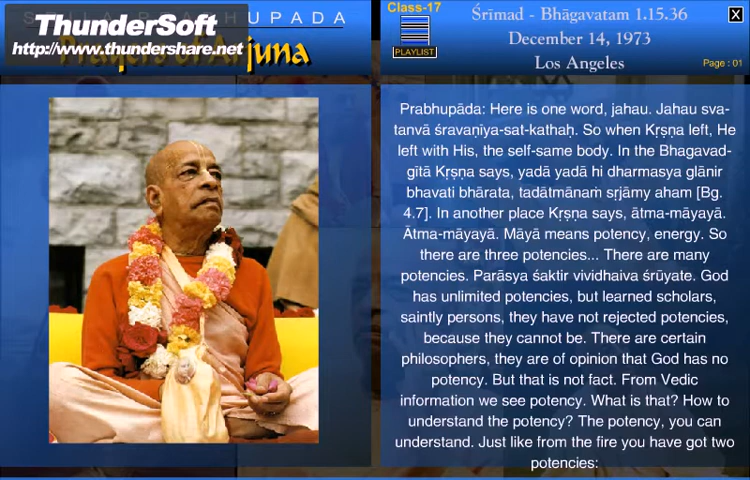 ThunderSoft
http://www.thundershare.net
PRABHUPADA
Prayers of Arjuna
Class-17
PLAYLIST
Śrīmad - Bhāgavatam 1.15.36
December 14, 1973
Los Angeles
X
Page : 01
Prabhupāda: Here is one word, jahau. Jahau sva-
tanvā śravaṇiya-sat-kathaḥ. So when Kṛṣṇa left, He
left with His, the self-same body. In the Bhagavad-
gītā Kṛṣṇa says, yadā yadā hi dharmasya glānir
bhavati bhārata, tadātmānaṁ sṛjāmy aham [Bg.
4.7]. In another place Kṛṣṇa says, ātma-māyayā.
Ātma-māyayā. Māyā means potency, energy. So
there are three potencies... There are many
potencies. Parāsya śaktir vividhaiva śrūyate. God
has unlimited potencies, but learned scholars,
saintly persons, they have not rejected potencies,
because they cannot be. There are certain
philosophers, they are of opinion that God has no
potency. But that is not fact. From Vedic
information we see potency. What is that? How to
understand the potency? The potency, you can
understand. Just like from the fire you have got two
potencies: